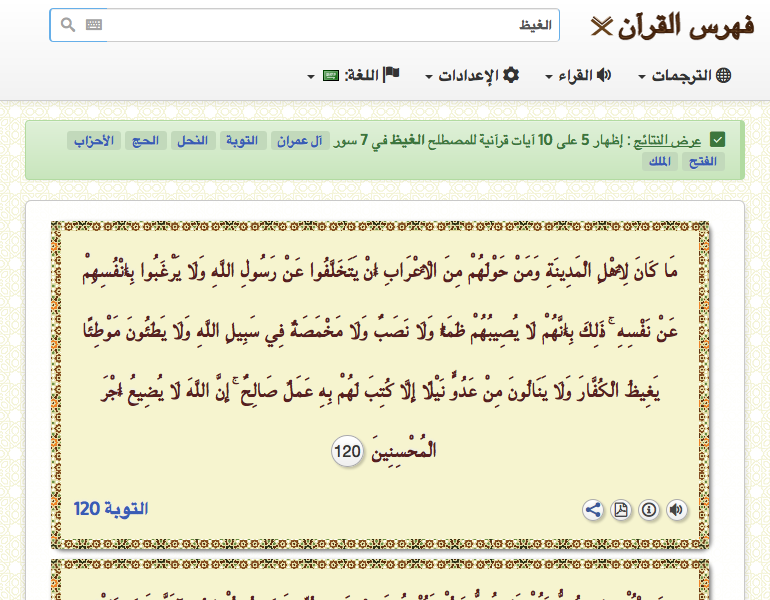 فهرس القرآن
الغيظ
الترجمات القراء الإعدادات اللغة:
عرض النتائج : إظهار 5 على 10 آيات قرآنية للمصطلح الغيظ في 7 سور آل عمران التوبة النحل الحج الأحزاب
الفتح الملك
مَا كَانَ لِأَهْلِ الْمَدِينَةِ وَمَنْ حَوْلَهُمْ مِنَ الْأَعْرَابِ أَنْ يَتَخَلَّفُوا عَنْ رَسُولِ اللَّهِ وَلَا يَرْغَبُوا بِأَنْفُسِهِمْ
عَنْ نَفْسِهِ ۚ ذَٰلِكَ بِأَنَّهُمْ لَا يُصِيبُهُمْ ظَمَأٌ وَلَا نَصَبٌ وَلَا مَخْمَصَةٌ فِي سَبِيلِ اللَّهِ وَلَا يَطَئُونَ مَوْطِئًا
يَغِيظُ الْكُفَّارَ وَلَا يَنَالُونَ مِنْ عَدُوٍّ نَيْلًا إِلَّا كُتِبَ لَهُمْ بِهِ عَمَلٌ صَالِحٌ ۚ إِنَّ اللَّهَ لَا يُضِيعُ أَجْرَ
الْمُحْسِنِينَ 120
التوبة 120